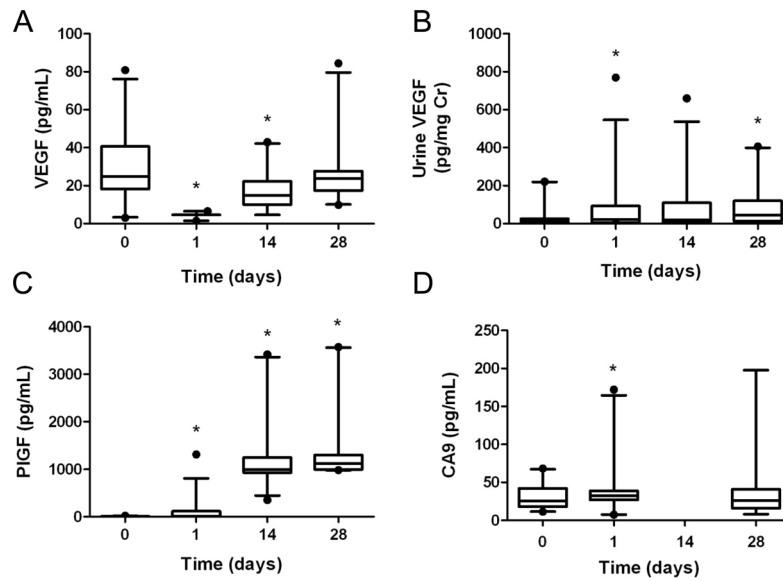 A
VEGF (pg/mL)
100
80
60
40
20
0
*
*
0 1 14 28
Time (days)
B
Urine VEGF
(pg/mg Cr)
1000
800
600
400
200
0
*
*
0 1 14 28
Time (days)
C
PlGF (pg/mL)
4000
3000
2000
1000
0
*
*
*
0 1 14 28
Time (days)
D
CA9 (pg/mL)
250
200
150
100
50
0
*
0 1 14 28
Time (days)